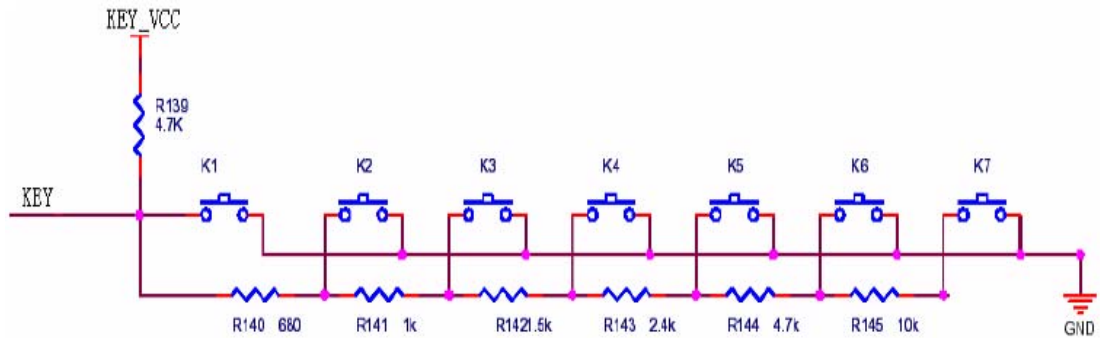 KEY_VCC
R139
4.7K
K1 K2 K3 K4 K5 K6 K7
KEY
R140 680 R141 1k R1421.5k R143 2.4k R144 4.7k R145 10k
GND